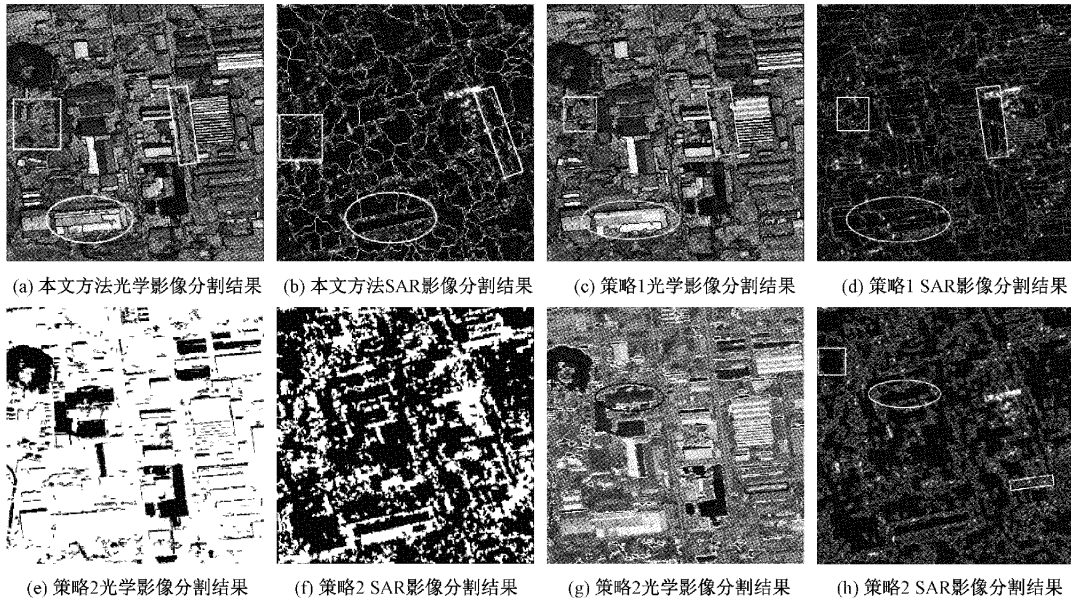 (a) 本文方法光学影像分割结果
(b) 本文方法SAR影像分割结果
(c) 策略1光学影像分割结果
(d) 策略1 SAR影像分割结果
(e) 策略2光学影像分割结果
(f) 策略2 SAR影像分割结果
(g) 策略2光学影像分割结果
(h) 策略2 SAR影像分割结果